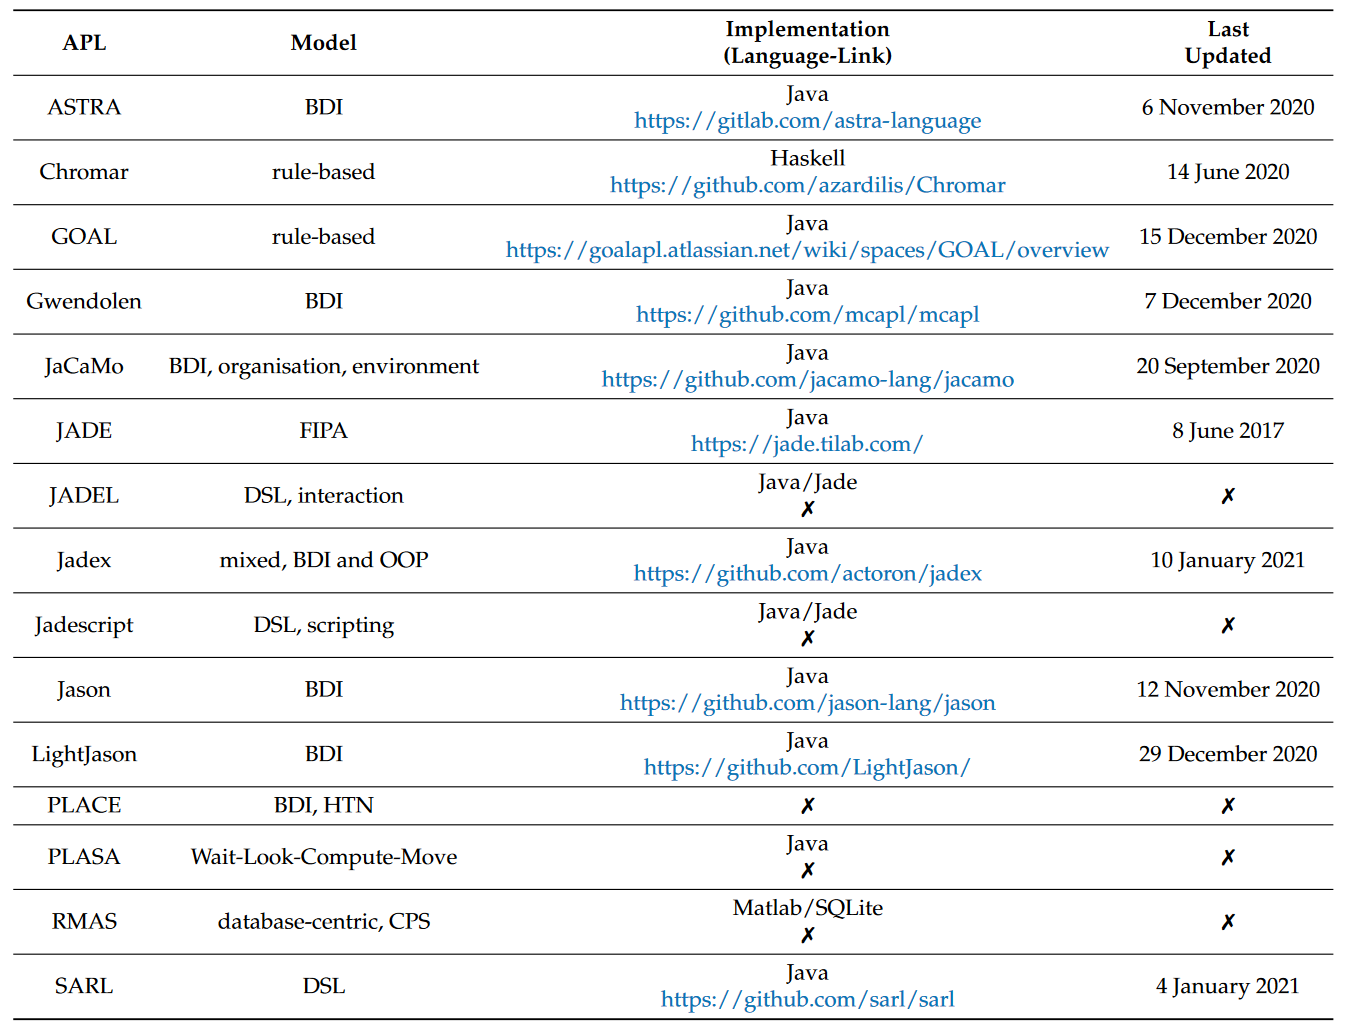 APL Model Implementation (Language-Link) Last Updated
ASTRA BDI Java https://gitlab.com/astra-language 6 November 2020
Chromar rule-based Haskell https://github.com/azardilis/Chromar 14 June 2020
GOAL rule-based Java https://goalapl.atlassian.net/wiki/spaces/GOAL/overview 15 December 2020
Gwendolen BDI Java https://github.com/mcapl/mcapl 7 December 2020
JaCaMo BDI, organisation, environment Java https://github.com/jacamo-lang/jacamo 20 September 2020
JADE FIPA Java https://jade.tilab.com/ 8 June 2017
JADEL DSL, interaction Java/Jade ✗ ✗
Jadex mixed, BDI and OOP Java https://github.com/actoron/jadex 10 January 2021
Jadescript DSL, scripting Java/Jade ✗ ✗
Jason BDI Java https://github.com/jason-lang/jason 12 November 2020
LightJason BDI Java https://github.com/LightJason/ 29 December 2020
PLACE BDI, HTN ✗ ✗
PLASA Wait-Look-Compute-Move Java ✗ ✗
RMAS database-centric, CPS Matlab/SQLite ✗ ✗
SARL DSL Java https://github.com/sarl/sarl 4 January 2021